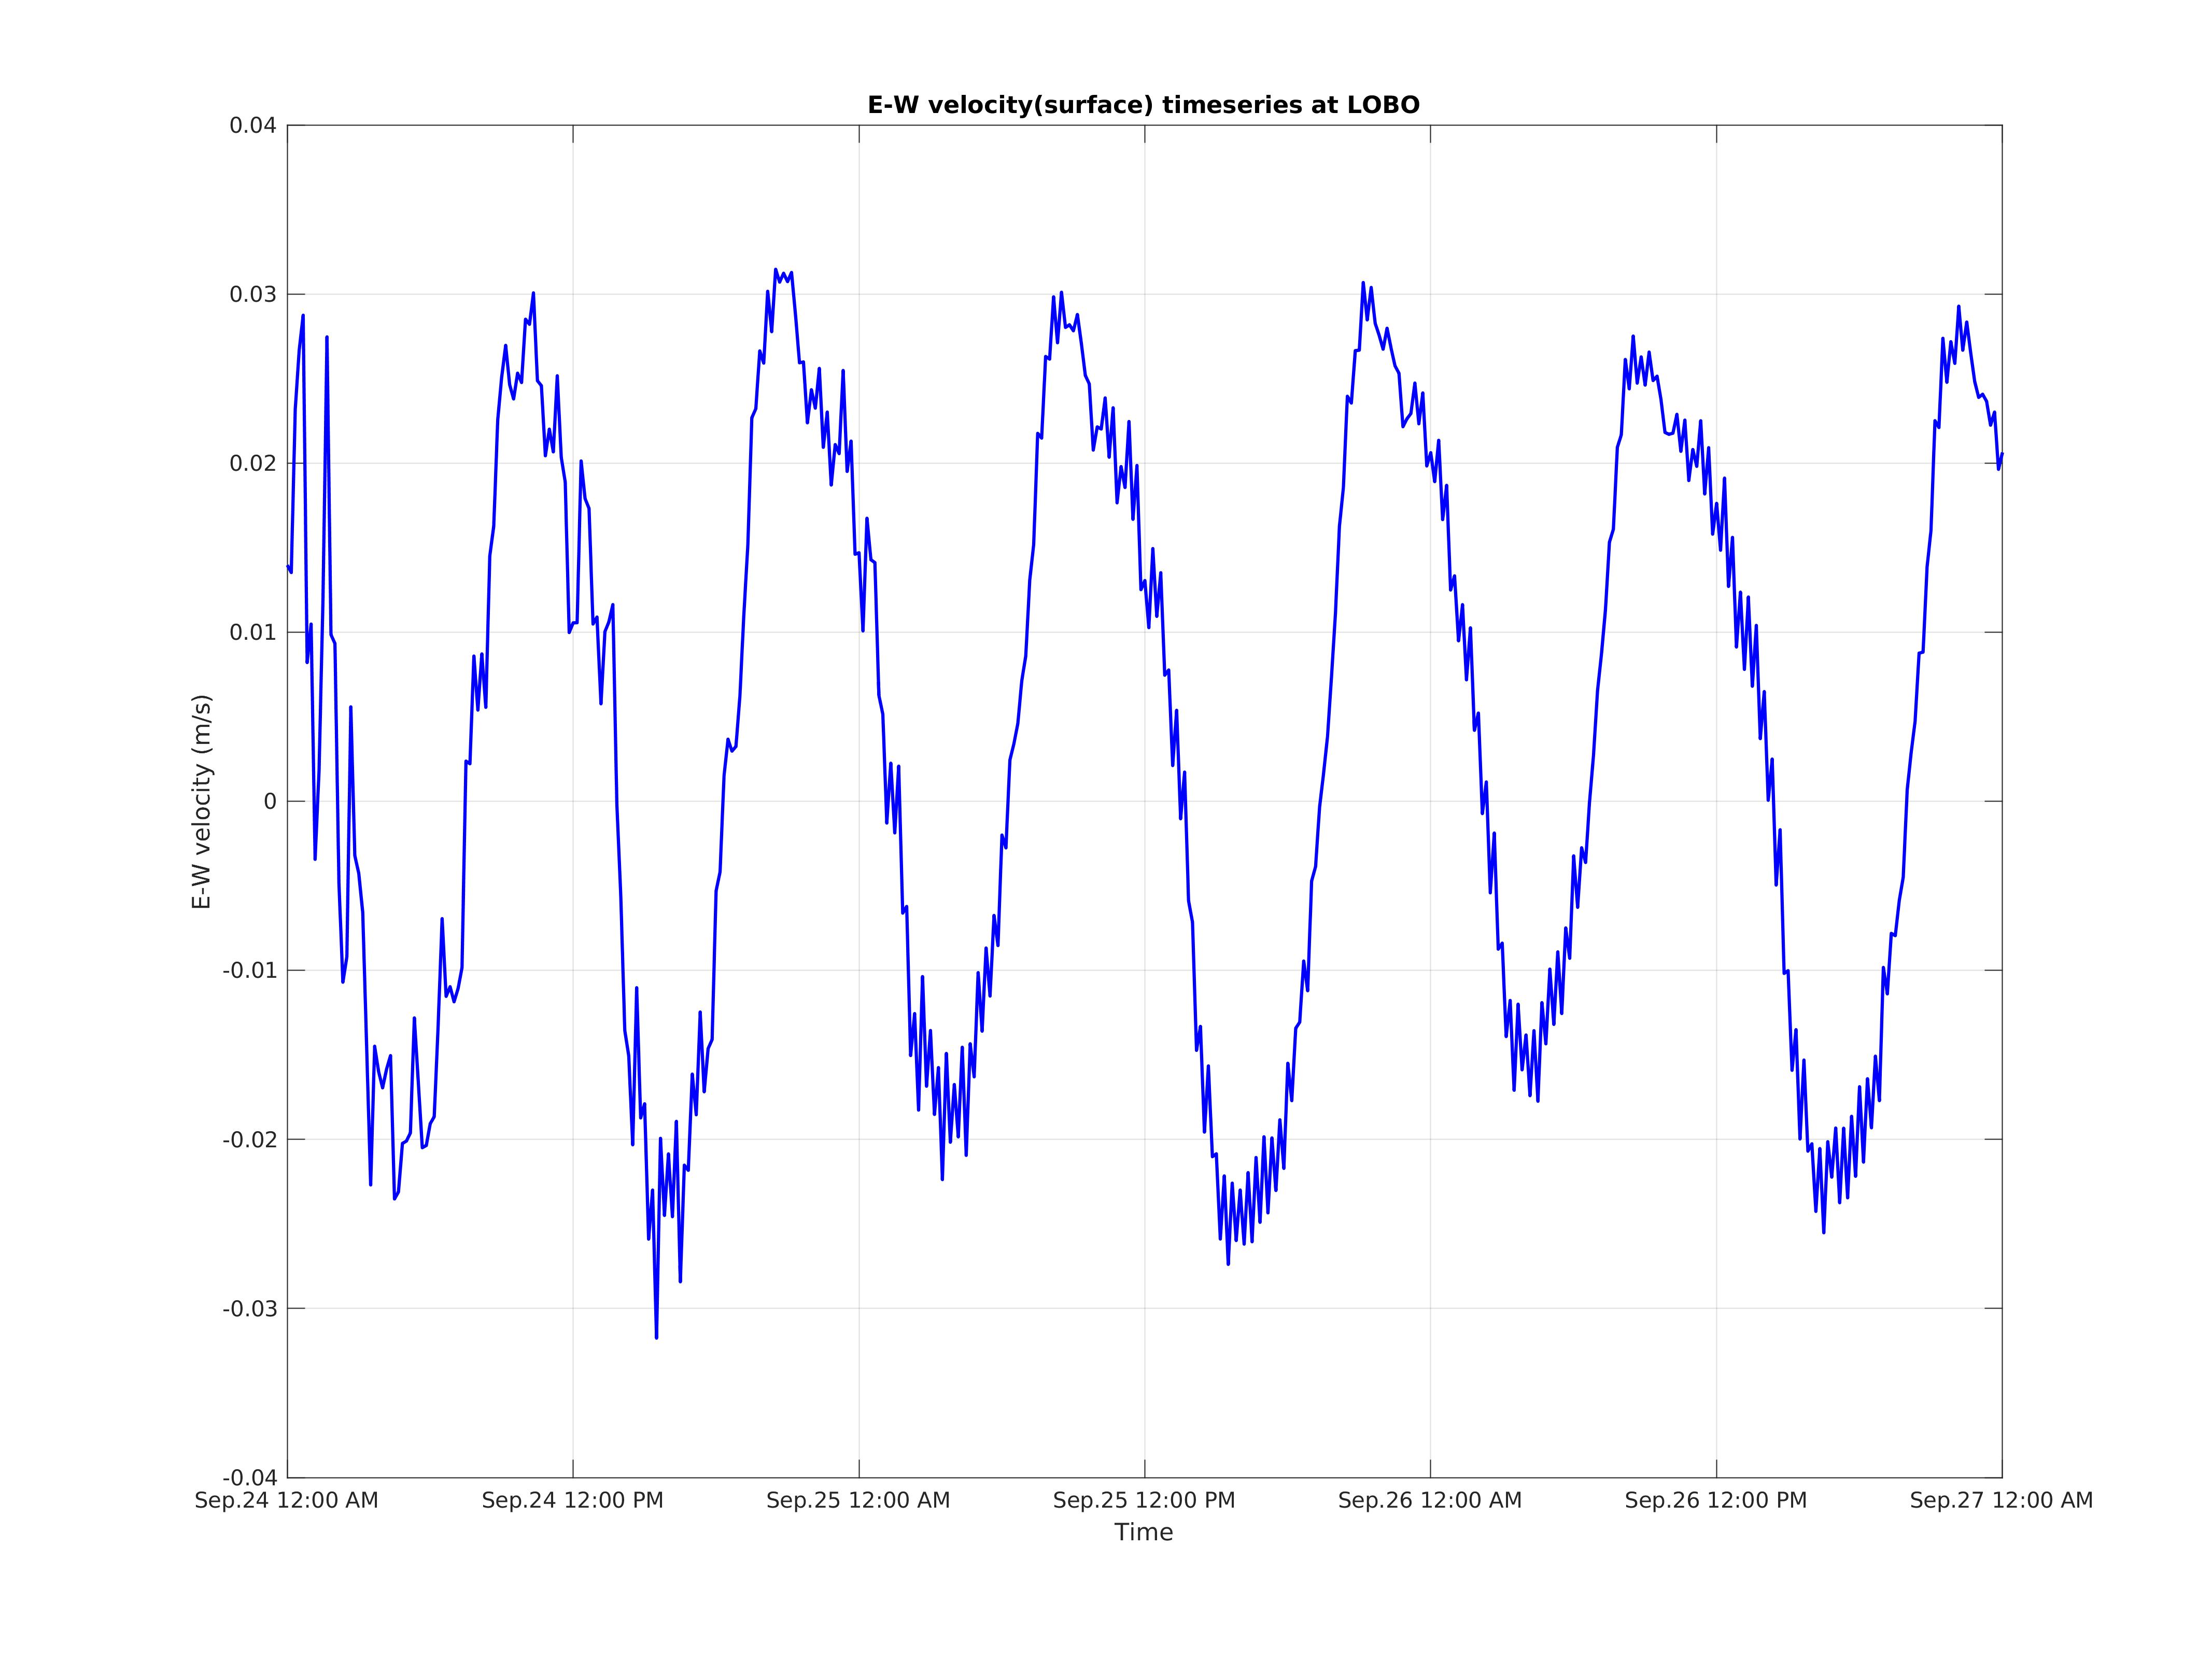 E-W velocity(surface) timeseries at LOBO
0.04
0.03
0.02
0.01
0
-0.01
-0.02
-0.03
-0.04
E-W velocity (m/s)
Sep.24 12:00 AM Sep.24 12:00 PM Sep.25 12:00 AM Sep.25 12:00 PM Sep.26 12:00 AM Sep.26 12:00 PM Sep.27 12:00 AM
Time